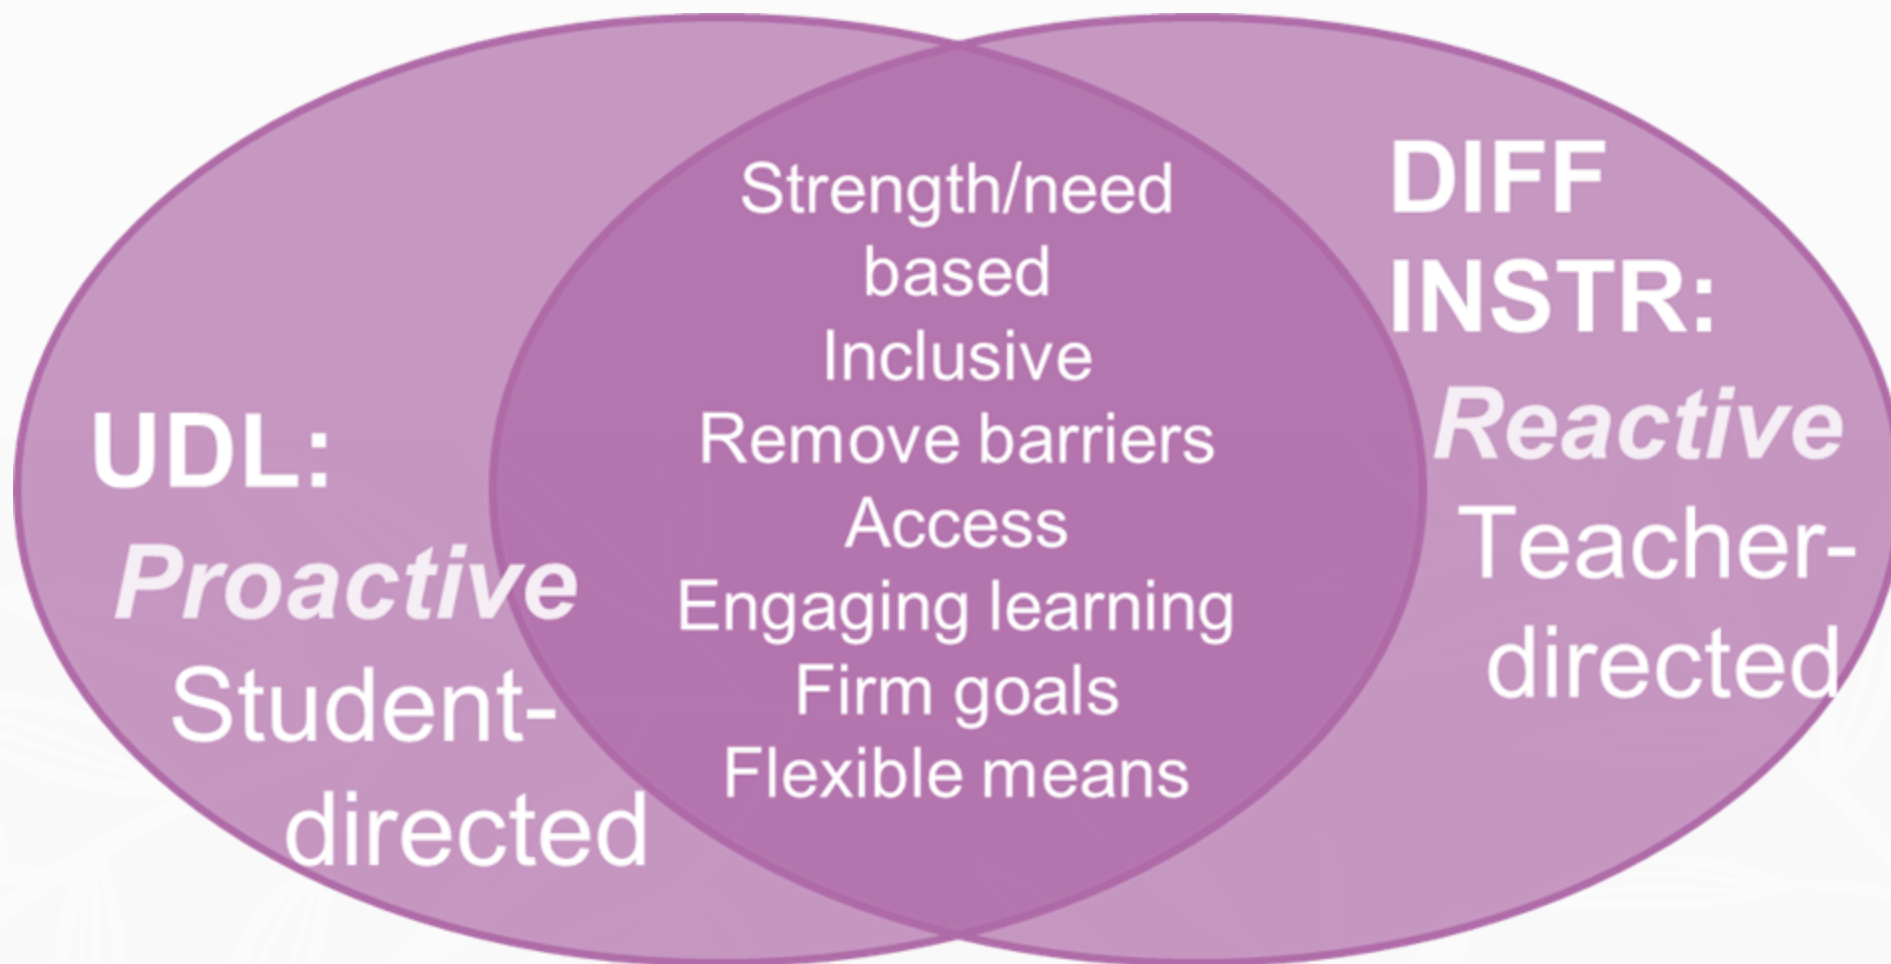 UDL:
Proactive
Student-
directed
Strength/need
based
Inclusive
Remove barriers
Access
Engaging learning
Firm goals
Flexible means
DIFF
INSTR:
Reactive
Teacher-
directed